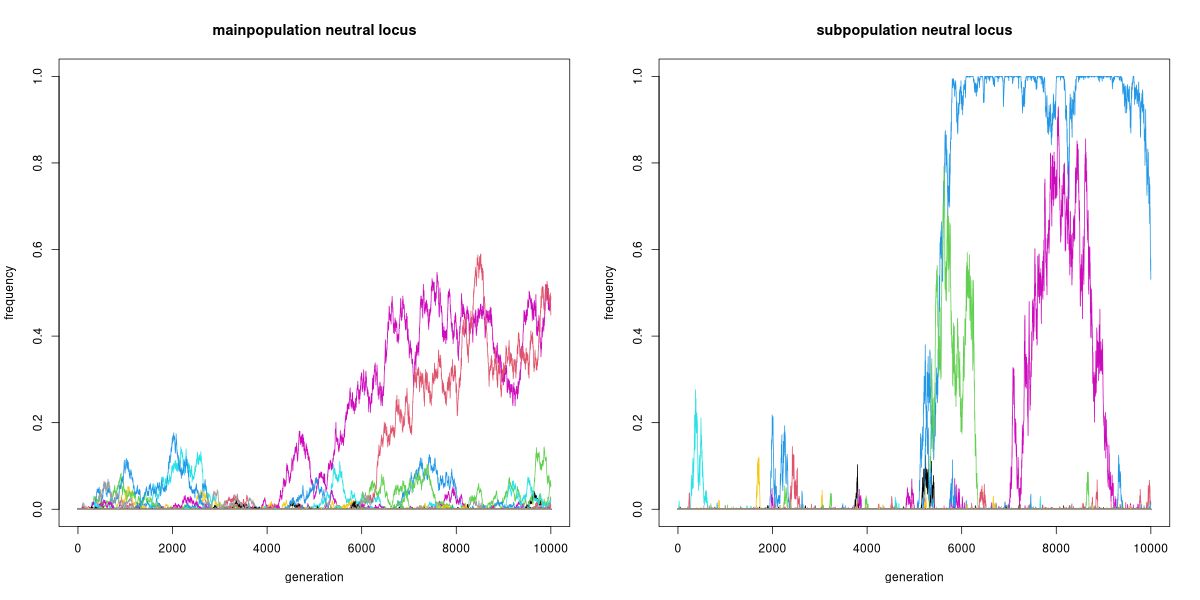 mainpopulation neutral locus
frequency
0.0 0.2 0.4 0.6 0.8 1.0
0 2000 4000 6000 8000 10000
generation
subpopulation neutral locus
frequency
0.0 0.2 0.4 0.6 0.8 1.0
0 2000 4000 6000 8000 10000
generation